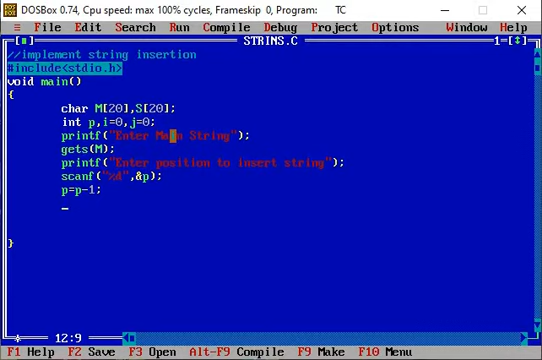 DOSBox 0.74, Cpu speed: max 100% cycles, Frameskip 0, Program: TC
≡ File Edit Search Run Compile Debug Project Options Window Help
[■] STRINS.C 1=[↕]
//implement string insertion
#include<stdio.h>
void main()
{
char M[20],S[20];
int p,i=0,j=0;
printf("Enter Main String");
gets(M);
printf("Enter position to insert string");
scanf("%d",&p);
p=p-1;
}
12:9
F1 Help F2 Save F3 Open Alt-F9 Compile F9 Make F10 Menu